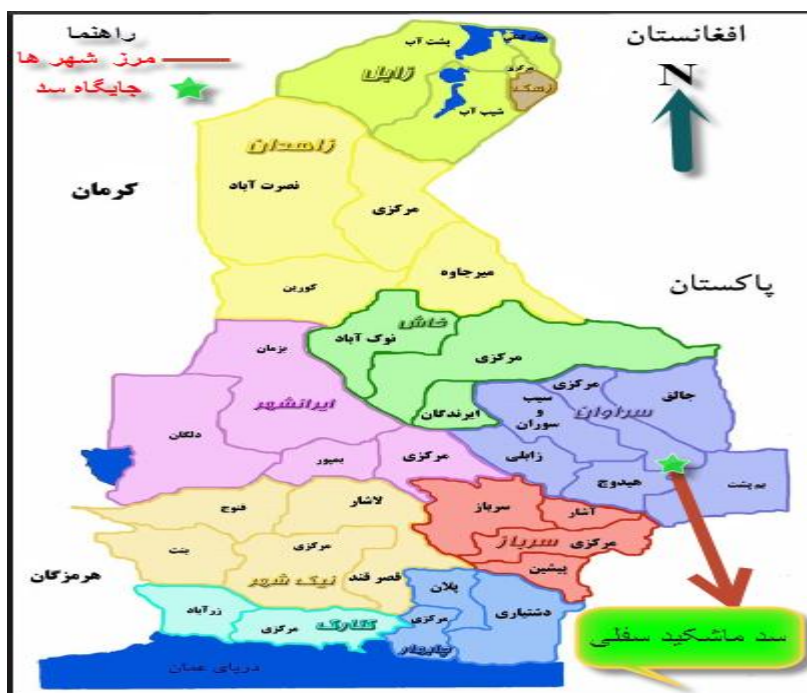 راهنما
مرز شهر ها
جایگاه سد
افغانستان
N
پشت آب
مرکزی
زابل
شیب آب
زهک
زاهدان
نصرت آباد
مرکزی
کرمان
میرجاوه
کورین
پاکستان
خاش
نوک آباد
مرکزی
ایرندگان
بزمان
ایرانشهر
دلگان
بمپور
مرکزی
مرکزی
جالق
سیب
و
سوران
سراوان
زابلی
هیدوج
بم پشت
لاشار
فنوج
مرکزی
بنت
نیک شهر
قصر قند
هرمزگان
سرباز
آشار
مرکزی
سرباز
پیشین
پلان
دشتیاری
مرکزی
چابهار
زرآباد
مرکزی
کنارک
دریای عمان
سد ماشکید سفلی